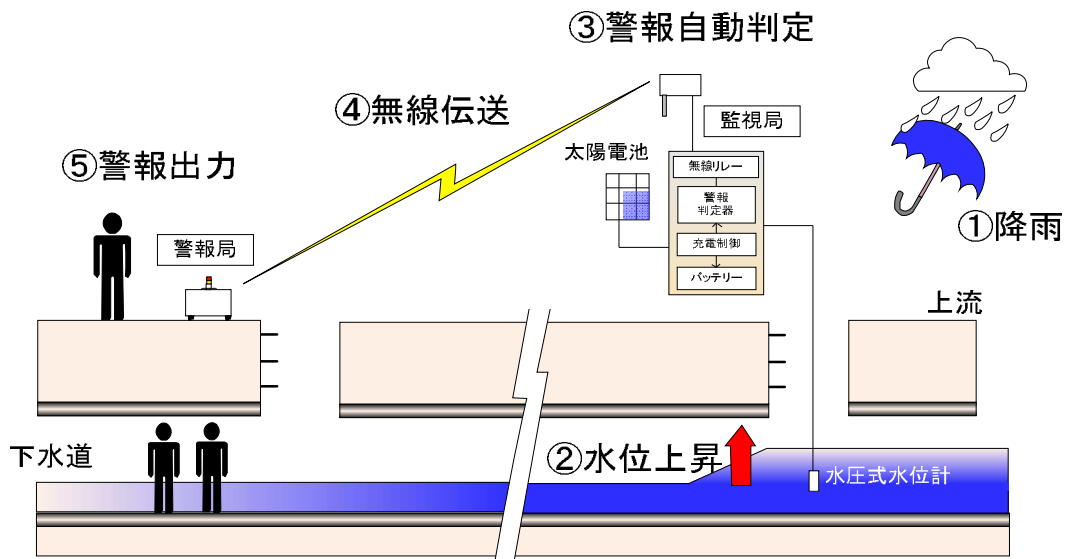 ③警報自動判定
④無線伝送
監視局
太陽電池
無線リレー
警報
判定器
充電制御
バッテリー
⑤警報出力
警報局
①降雨
上流
下水道
②水位上昇
水圧式水位計